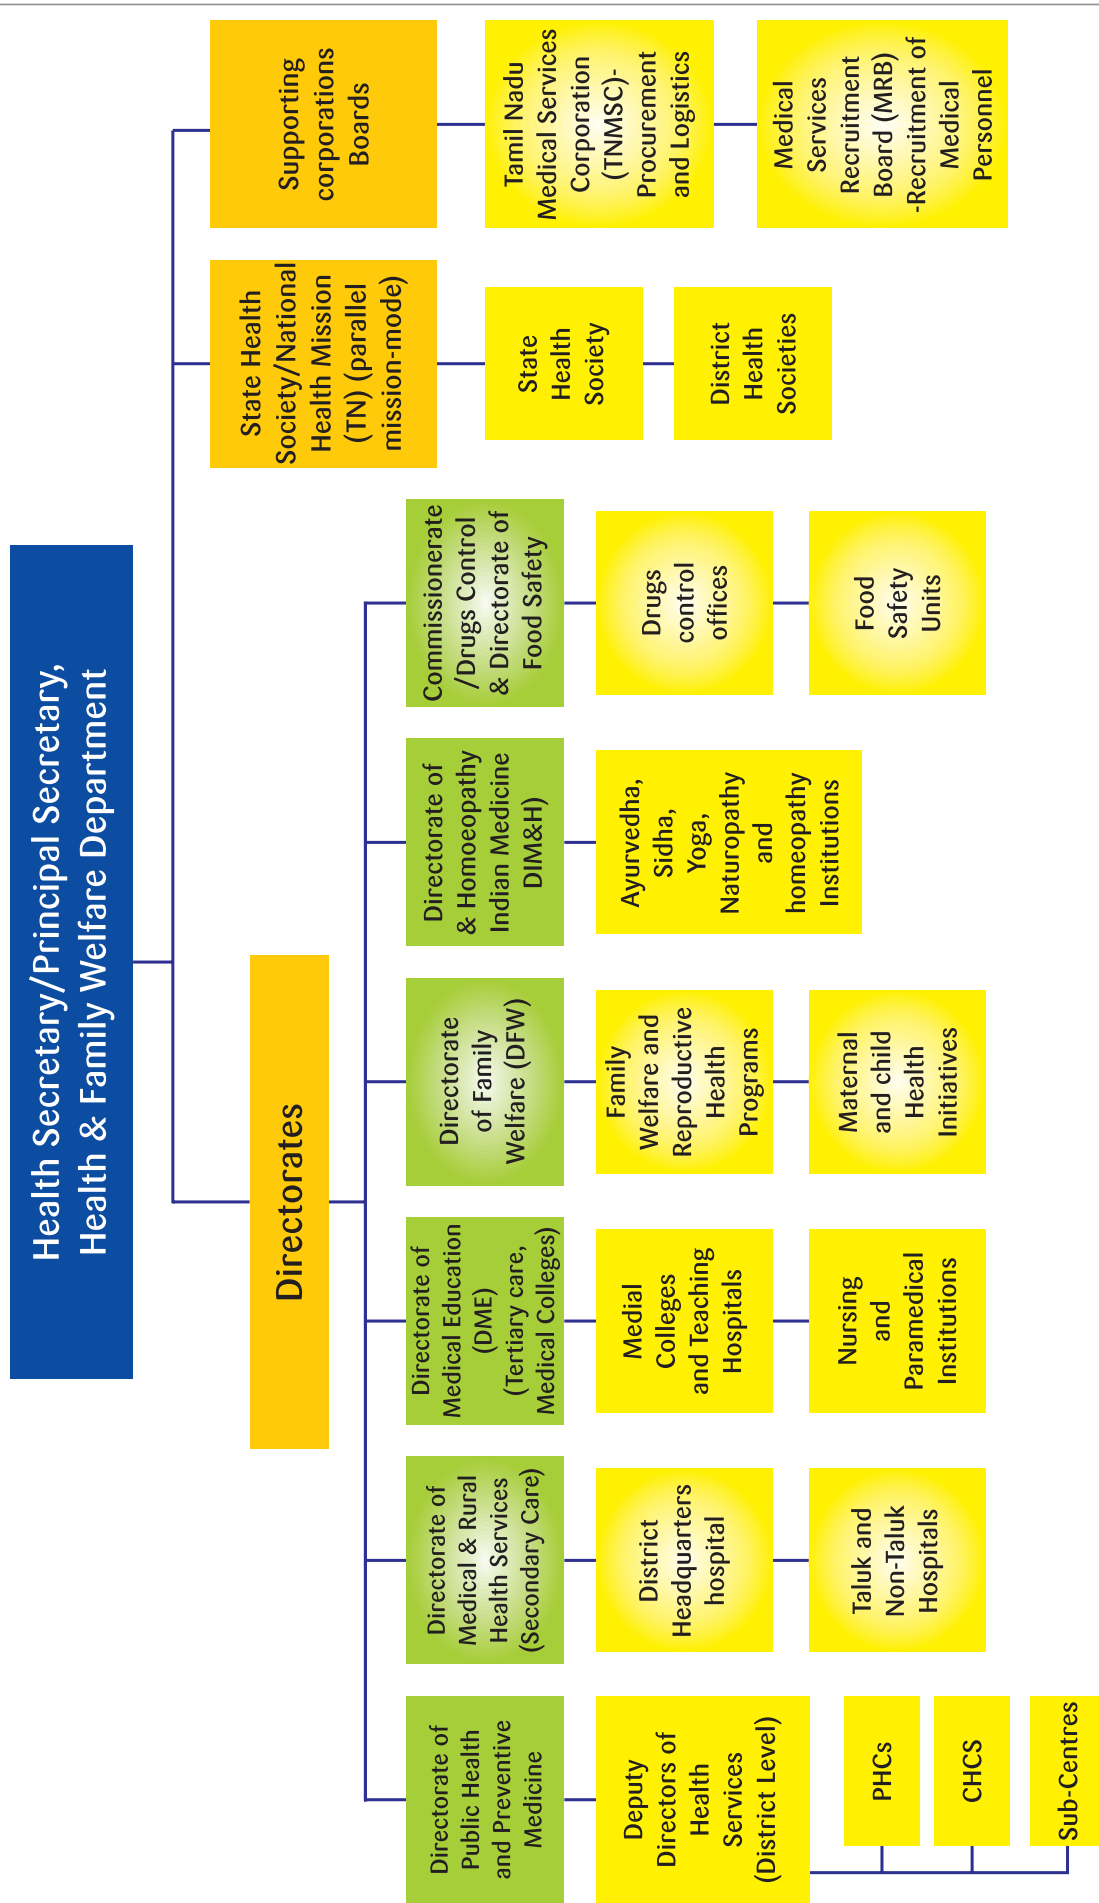 Health Secretary/Principal Secretary,
Health & Family Welfare Department
Directorates
State Health
Society/National
Health Mission
(TN) (parallel
mission-mode)
Supporting
corporations
Boards
Directorate of
Public Health
and Preventive
Medicine
Directorate of
Medical & Rural
Health Services
(Secondary Care)
Directorate of
Medical Education
(DME)
(Tertiary care,
Medical Colleges)
Directorate
of Family
Welfare (DFW)
Directorate of
& Homoeopathy
Indian Medicine
DIM&H)
Commissionerate
/Drugs Control
& Directorate of
Food Safety
State
Health
Society
Tamil Nadu
Medical Services
Corporation
(TNMSC)-
Procurement
and Logistics
Deputy
Directors of
Health
Services
(District Level)
District
Headquarters
hospital
Medial
Colleges
and Teaching
Hospitals
Family
Welfare and
Reproductive
Health
Programs
Ayurvedha,
Sidha,
Yoga,
Naturopathy
and
homeopathy
Institutions
Drugs
control
offices
District
Health
Societies
Medical
Services
Recruitment
Board (MRB)
-Recruitment of
Medical
Personnel
PHCs
CHCS
Sub-Centres
Taluk and
Non-Taluk
Hospitals
Nursing
and
Paramedical
Institutions
Maternal
and child
Health
Initiatives
Food
Safety
Units